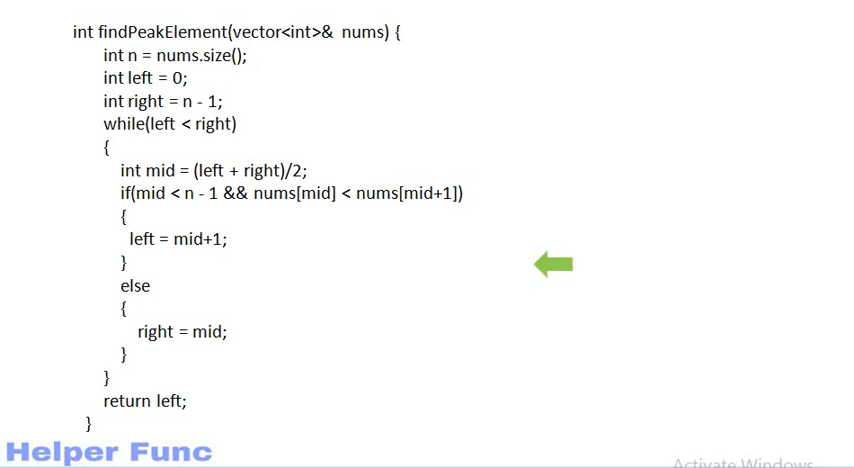 int findPeakElement(vector<int>& nums) {
int n = nums.size();
int left = 0;
int right = n - 1;
while(left < right)
{
int mid = (left + right)/2;
if(mid < n - 1 && nums[mid] < nums[mid+1])
{
left = mid+1;
}
else
{
right = mid;
}
}
return left;
}
Helper Func
Activate Windows